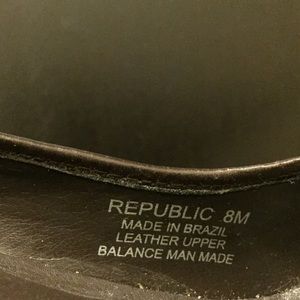 REPUBLIC 8M
MADE IN BRAZIL
LEATHER UPPER
BALANCE MAN MADE